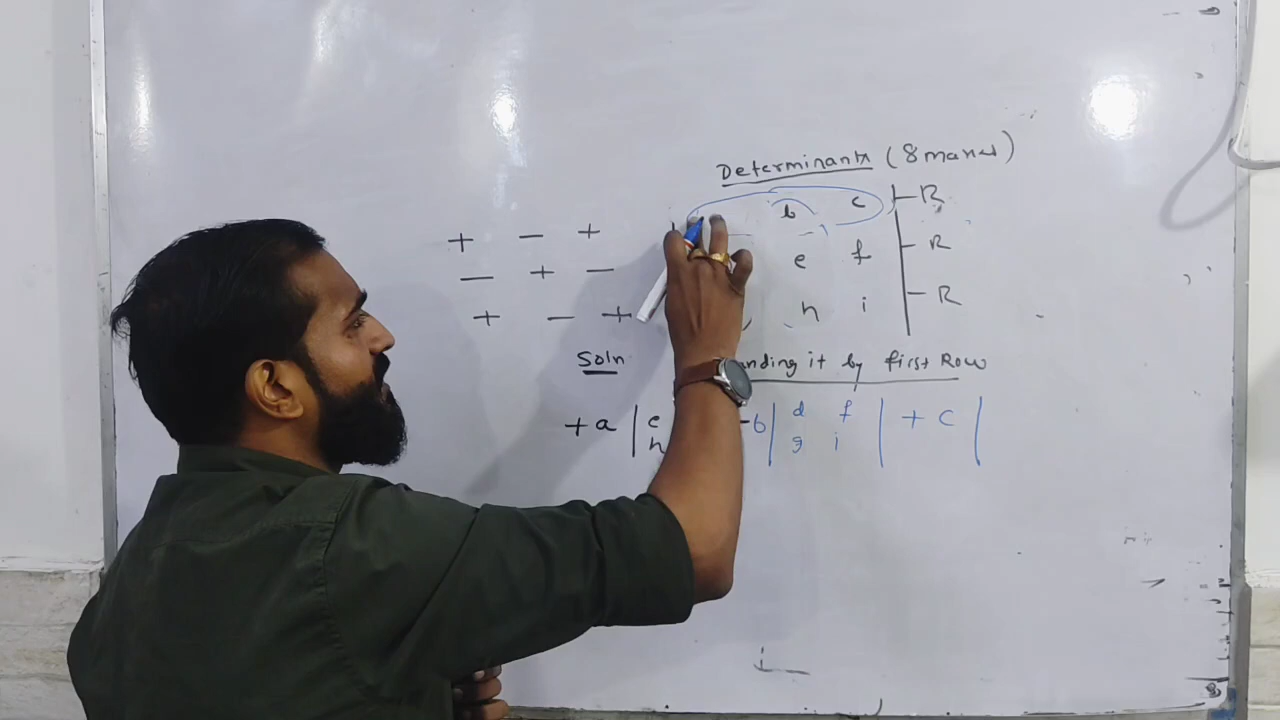 Determinants (8 marks)
+ − + b c R
− + − e f R
+ − + h i R
Soln nding it by first Row
+a | e -b | d f | + c |
h g i